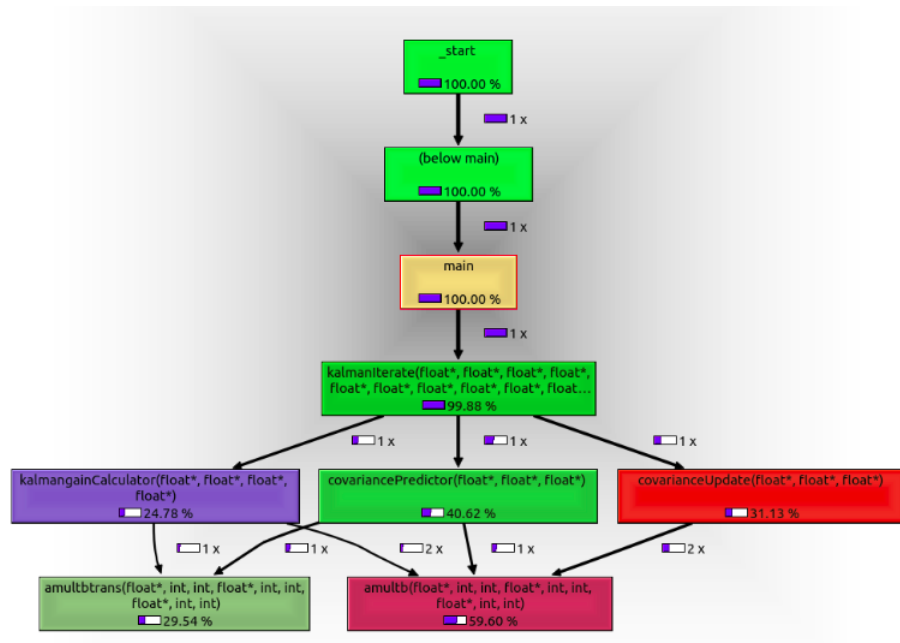 _start
100.00 %
1 x
(below main)
100.00 %
1 x
main
100.00 %
1 x
kalmanIterate(float*, float*, float*, float*,
float*, float*, float*, float*, float*, float...
99.88 %
1 x
1 x
1 x
kalmangainCalculator(float*, float*, float*,
float*)
24.78 %
covariancePredictor(float*, float*, float*)
40.62 %
covarianceUpdate(float*, float*, float*)
31.13 %
1 x
1 x
2 x
1 x
2 x
amultbtrans(float*, int, int, float*, int, int,
float*, int, int)
29.54 %
amultb(float*, int, int, float*, int, int,
float*, int, int)
59.60 %